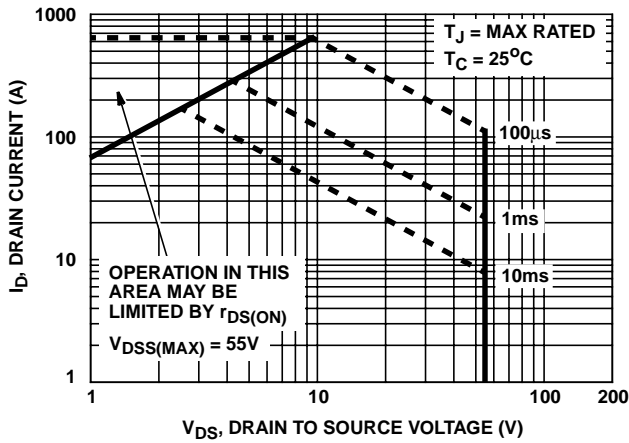 1000
T_J = MAX RATED
T_C = 25°C
100μs
100
1ms
10
10ms
OPERATION IN THIS
AREA MAY BE
LIMITED BY r_DS(ON)
V_DSS(MAX) = 55V
1
1 10 100 200
I_D, DRAIN CURRENT (A)
V_DS, DRAIN TO SOURCE VOLTAGE (V)